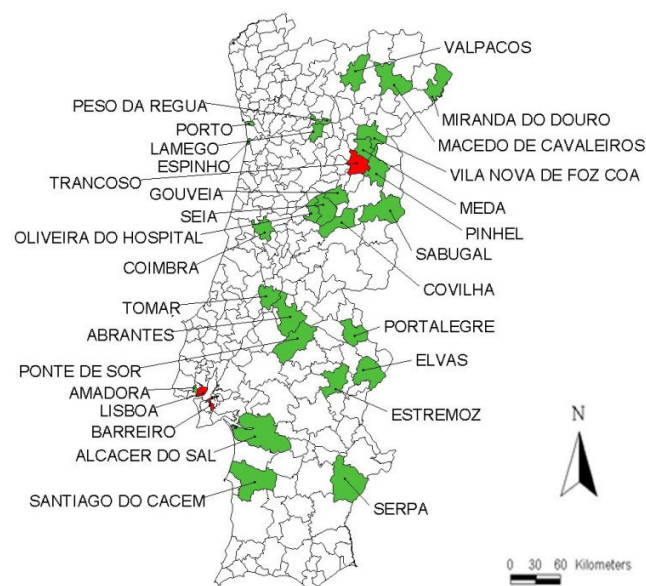 VALPACOS
PESO DA REGUA
PORTO
LAMEGO
ESPINHO
TRANCOSO
GOUVEIA
SEIA
OLIVEIRA DO HOSPITAL
COIMBRA
MIRANDA DO DOURO
MACEDO DE CAVALEIROS
VILA NOVA DE FOZ COA
MEDA
PINHEL
SABUGAL
COVILHA
TOMAR
ABRANTES
PONTE DE SOR
AMADORA
LISBOA
BARREIRO
ALCACER DO SAL
SANTIAGO DO CACEM
PORTALEGRE
ELVAS
ESTREMOZ
SERPA
N
0 30 60 Kilometers